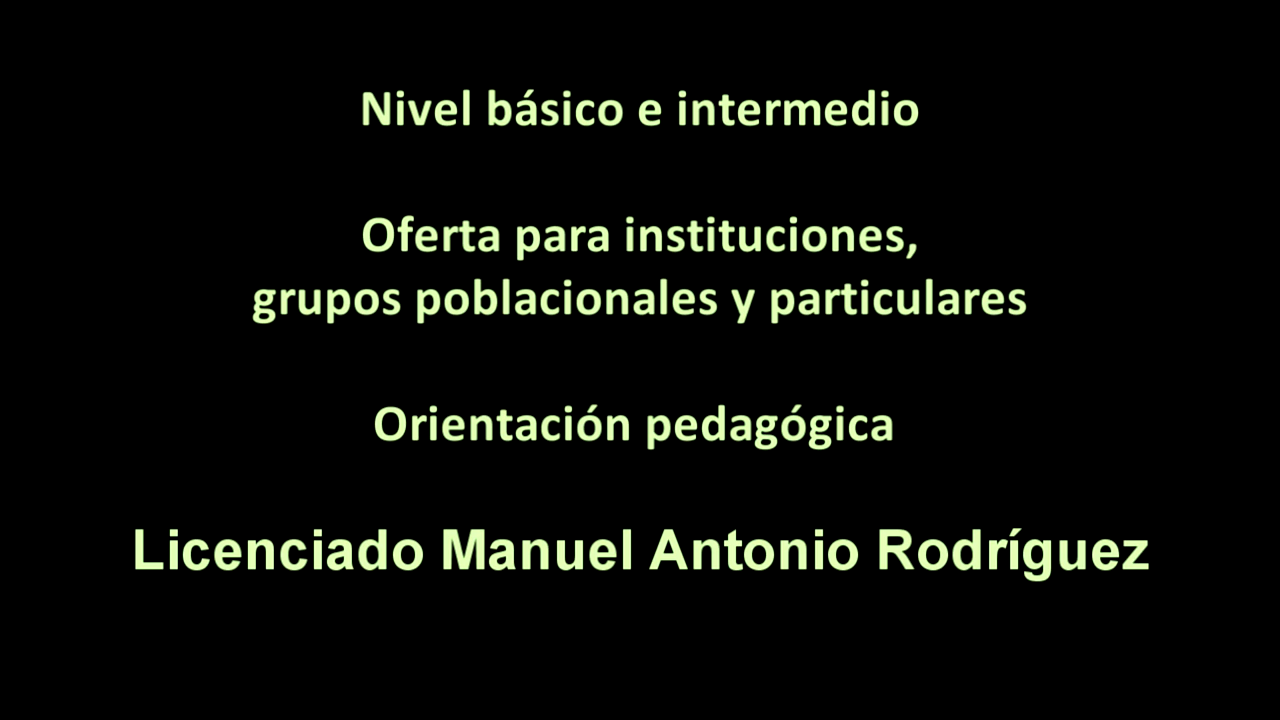 Nivel básico e intermedio
Oferta para instituciones,
grupos poblacionales y particulares
Orientación pedagógica
Licenciado Manuel Antonio Rodríguez